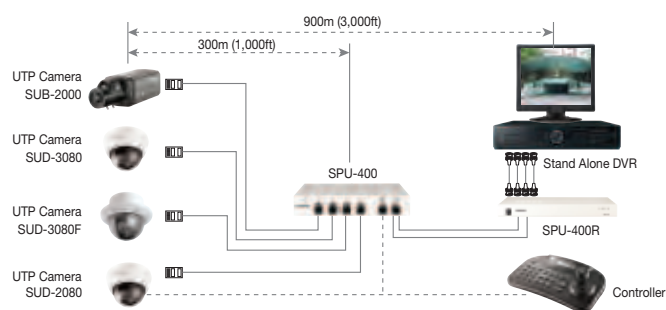 900m (3,000ft)
300m (1,000ft)
UTP Camera
SUB-2000
UTP Camera
SUD-3080
SPU-400
Stand Alone DVR
UTP Camera
SUD-3080F
SPU-400R
UTP Camera
SUD-2080
Controller